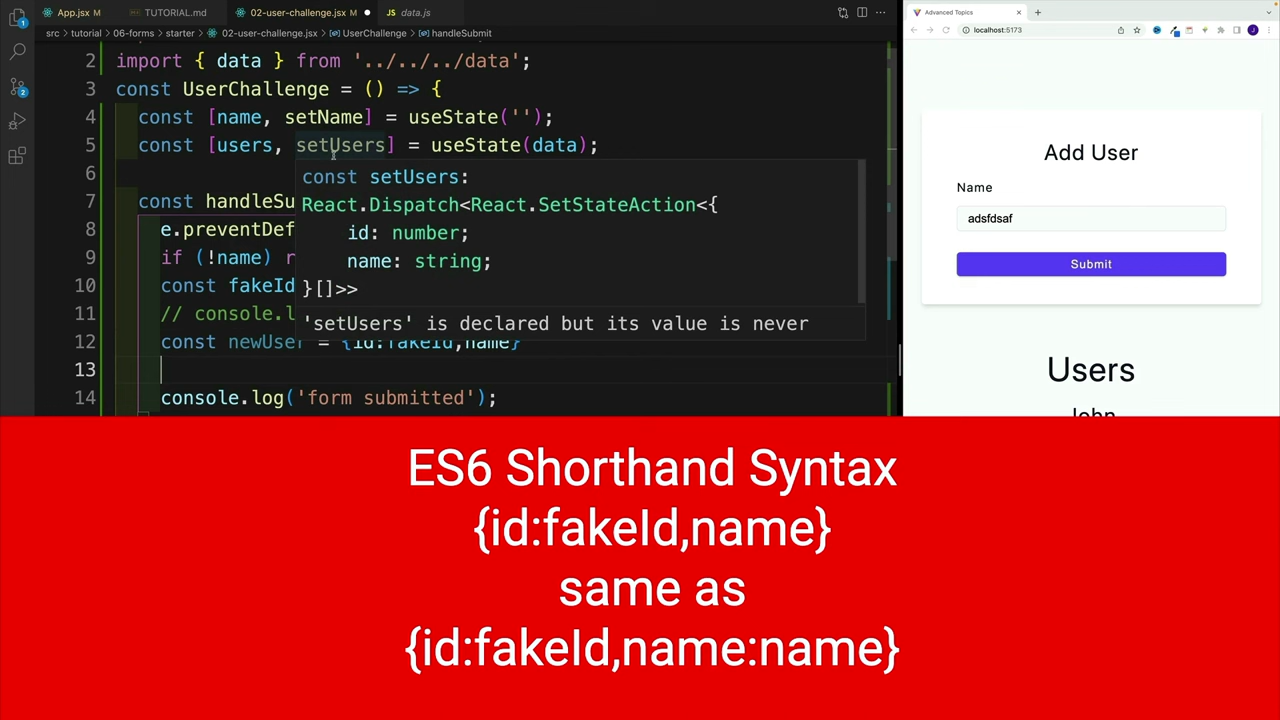 App.jsx M
TUTORIAL.md
02-user-challenge.jsx
data.js
Advanced Topics
src › tutorial › 06-forms › starter › 02-user-challenge.jsx › UserChallenge › handleSubmit
localhost:5173
J
1
2
2 import { data } from '../../../data';
3 const UserChallenge = () => {
4 const [name, setName] = useState('');
5 const [users, setUsers] = useState(data);
6
7 const handleSu
8 e.preventDef
9 if (!name) r
10 const fakeId
11 // console.l
12 const newUser = {id:fakeId,name}
13
14 console.log('form submitted');
const setUsers:
React.Dispatch<React.SetStateAction<{
id: number;
name: string;
}[]>>
'setUsers' is declared but its value is never
Add User
Name
adsfdsaf
Submit
Users
John
ES6 Shorthand Syntax
{id:fakeId,name}
same as
{id:fakeId,name:name}